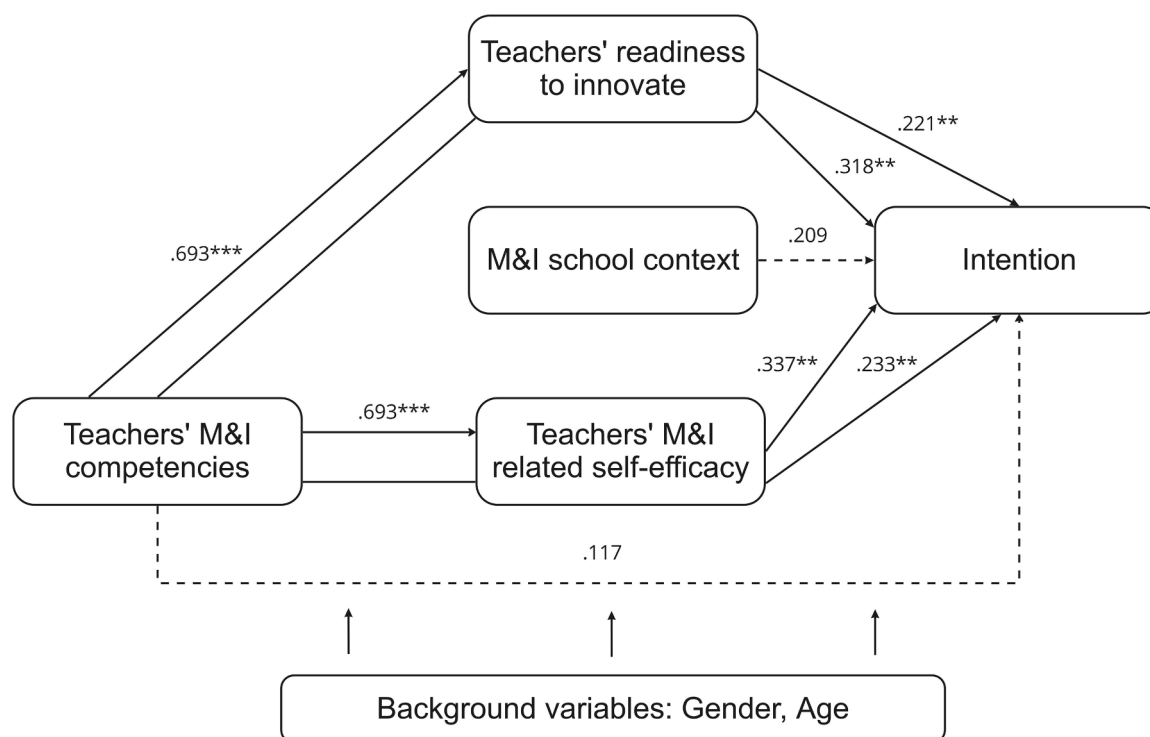 Teachers' readiness
to innovate
.221**
.318**
.693***
M&I school context
.209
Intention
.337**
.233**
Teachers' M&I
competencies
.693***
Teachers' M&I
related self-efficacy
.117
Background variables: Gender, Age